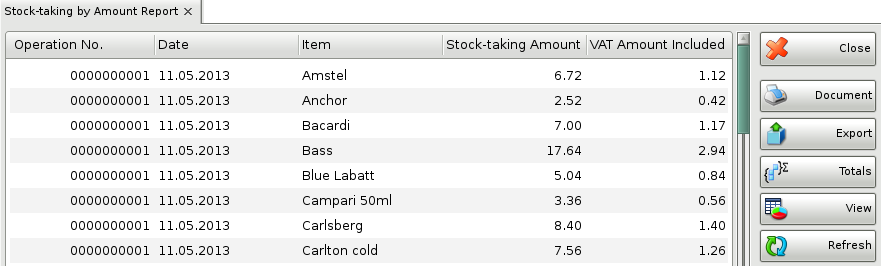 Stock-taking by Amount Report ×
Operation No. Date Item Stock-taking Amount VAT Amount Included
0000000001 11.05.2013 Amstel 6.72 1.12
0000000001 11.05.2013 Anchor 2.52 0.42
0000000001 11.05.2013 Bacardi 7.00 1.17
0000000001 11.05.2013 Bass 17.64 2.94
0000000001 11.05.2013 Blue Labatt 5.04 0.84
0000000001 11.05.2013 Campari 50ml 3.36 0.56
0000000001 11.05.2013 Carlsberg 8.40 1.40
0000000001 11.05.2013 Carlton cold 7.56 1.26
Close
Document
Export
{}Σ Totals
View
Refresh